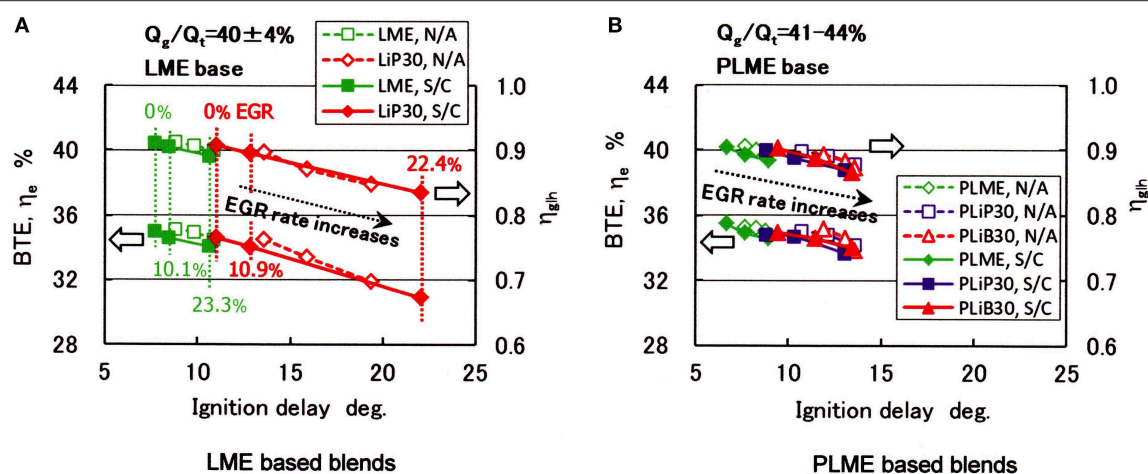 A
Qg/Qt=40±4%
LME base
LME, N/A
LiP30, N/A
LME, S/C
LiP30, S/C
44
40
36
32
28
BTE, ηe %
1.0
0.9
0.8
0.7
0.6
ηglh
0%
0% EGR
22.4%
EGR rate increases
10.1%
10.9%
23.3%
5 10 15 20 25
Ignition delay deg.
LME based blends
B
Qg/Qt=41-44%
PLME base
44
40
36
32
28
BTE, ηe %
1.0
0.9
0.8
0.7
0.6
ηglh
EGR rate increases
PLME, N/A
PLiP30, N/A
PLiB30, N/A
PLME, S/C
PLiP30, S/C
PLiB30, S/C
5 10 15 20 25
Ignition delay deg.
PLME based blends